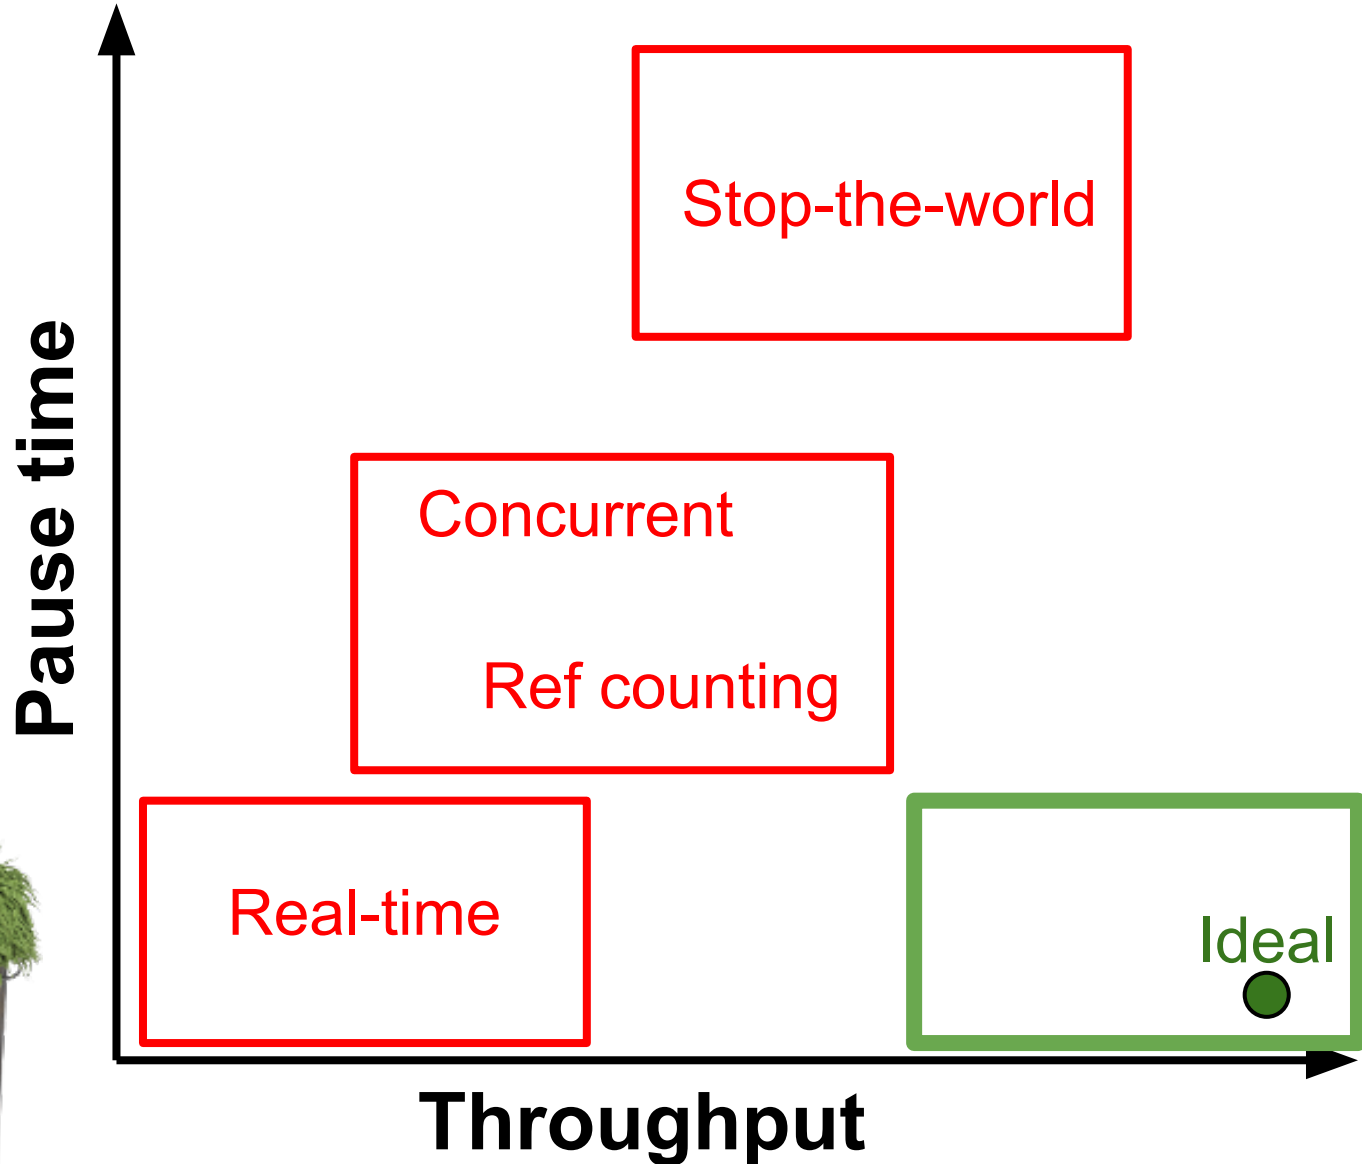 Pause time
Stop-the-world
Concurrent
Ref counting
Real-time
Ideal
Throughput